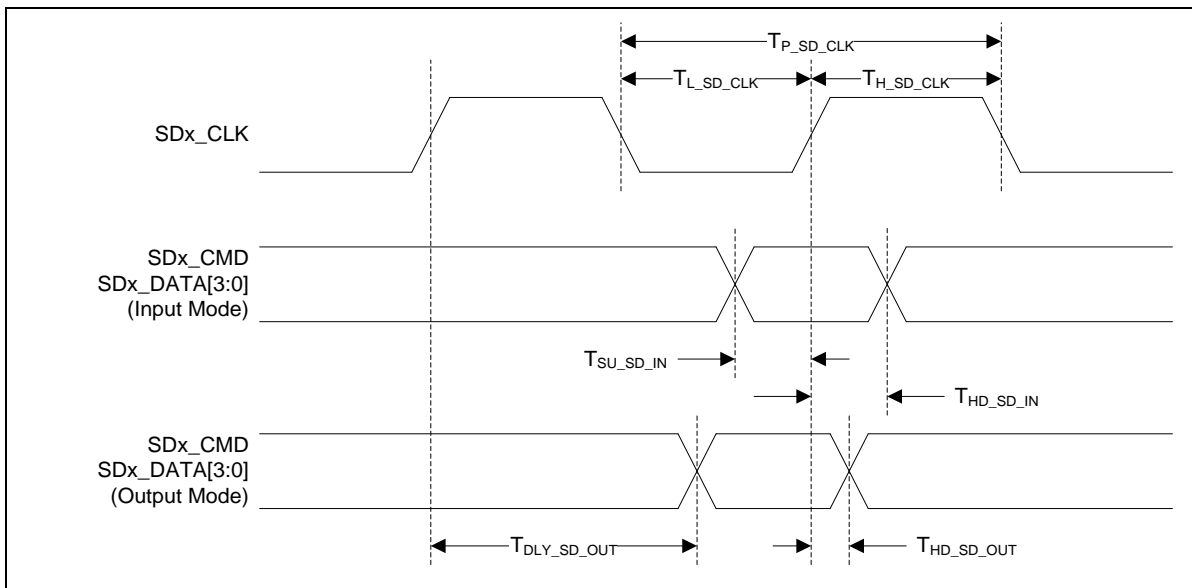 T_P_SD_CLK
T_L_SD_CLK
T_H_SD_CLK
SDx_CLK
SDx_CMD
SDx_DATA[3:0]
(Input Mode)
T_SU_SD_IN
T_HD_SD_IN
SDx_CMD
SDx_DATA[3:0]
(Output Mode)
T_DLY_SD_OUT
T_HD_SD_OUT